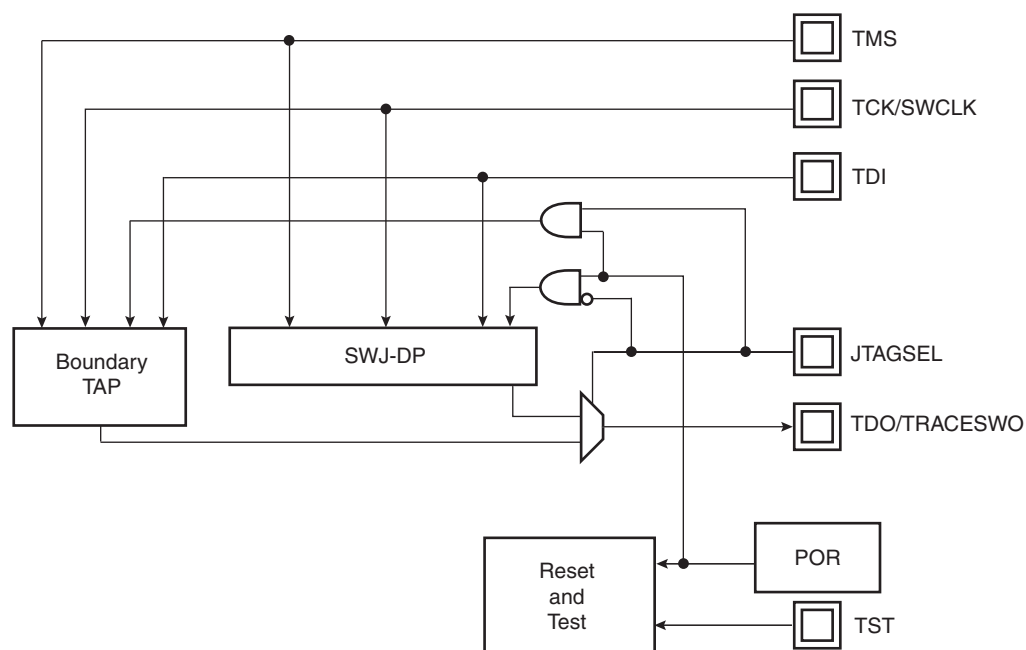 TMS
TCK/SWCLK
TDI
Boundary
TAP
SWJ-DP
JTAGSEL
TDO/TRACESWO
POR
Reset
and
Test
TST